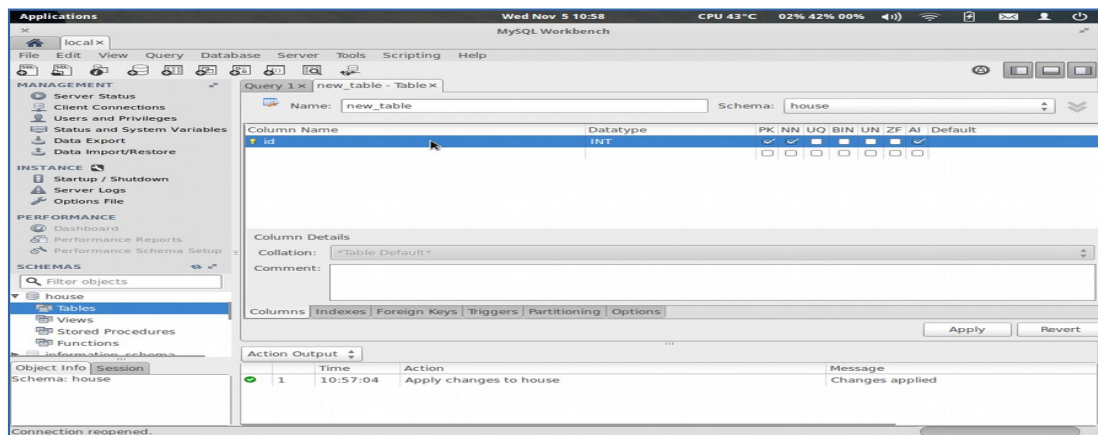 Applications Wed Nov 5 10:58 CPU 43°C 02% 42% 00%
MySQL Workbench
local ×
File Edit View Query Database Server Tools Scripting Help
MANAGEMENT
Server Status
Client Connections
Users and Privileges
Status and System Variables
Data Export
Data Import/Restore
INSTANCE
Startup / Shutdown
Server Logs
Options File
PERFORMANCE
Dashboard
Performance Reports
Performance Schema Setup
SCHEMAS
Filter objects
house
Tables
Views
Stored Procedures
Functions
information_schema
Object Info Session
Schema: house
Query 1 × new_table - Table ×
Name: new_table Schema: house
Column Name Datatype PK NN UQ BIN UN ZF AI Default
id INT
Column Details
Collation: *Table Default*
Comment:
Columns Indexes Foreign Keys Triggers Partitioning Options
Apply Revert
Action Output
Time Action Message
1 10:57:04 Apply changes to house Changes applied
Connection reopened.